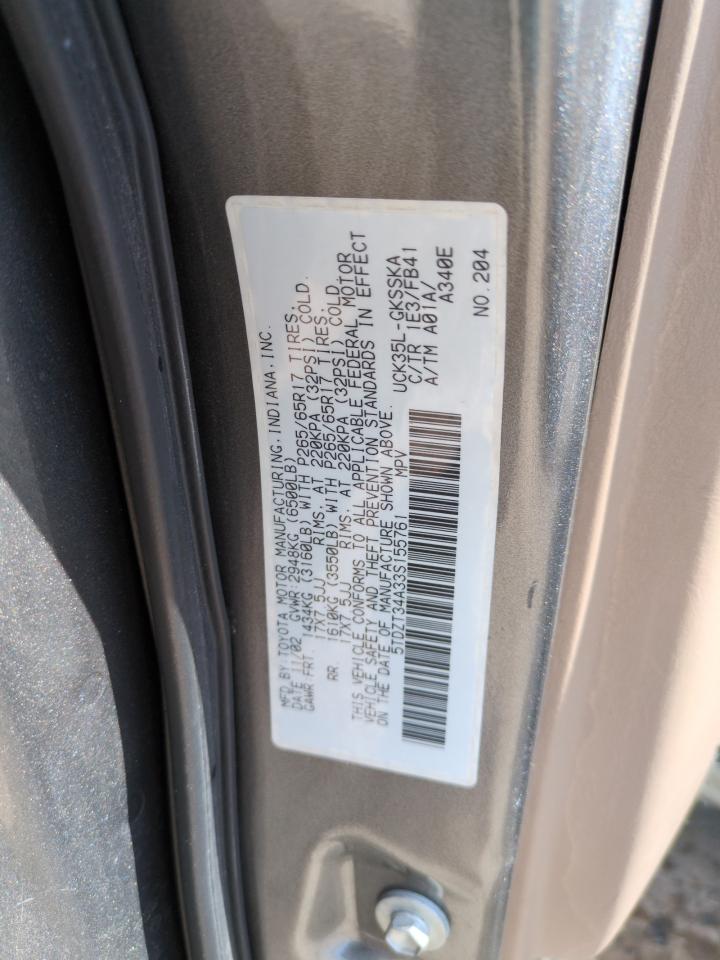 MFD BY:TOYOTA MOTOR MANUFACTURING,INDIANA,INC.
DATE 11/02 GVWR:2948KG (6500LB)
GAWR FRT. 1434KG (3160LB) WITH P265/65R17 TIRES,
17X7.5JJ RIMS, AT 220KPA (32PSI) COLD.
RR. 1610KG (3550LB) WITH P265/65R17 TIRES,
17X7.5JJ RIMS, AT 220KPA (32PSI) COLD
THIS VEHICLE CONFORMS TO ALL APPLICABLE FEDERAL MOTOR
VEHICLE SAFETY AND THEFT PREVENTION STANDARDS IN EFFECT
ON THE DATE OF MANUFACTURE SHOWN ABOVE.
5TDZT34A33S155761 MPV
UCK35L-GKSSKA
C/TR 1E3/FB41
A/TM A01A/
A340E
NO.204